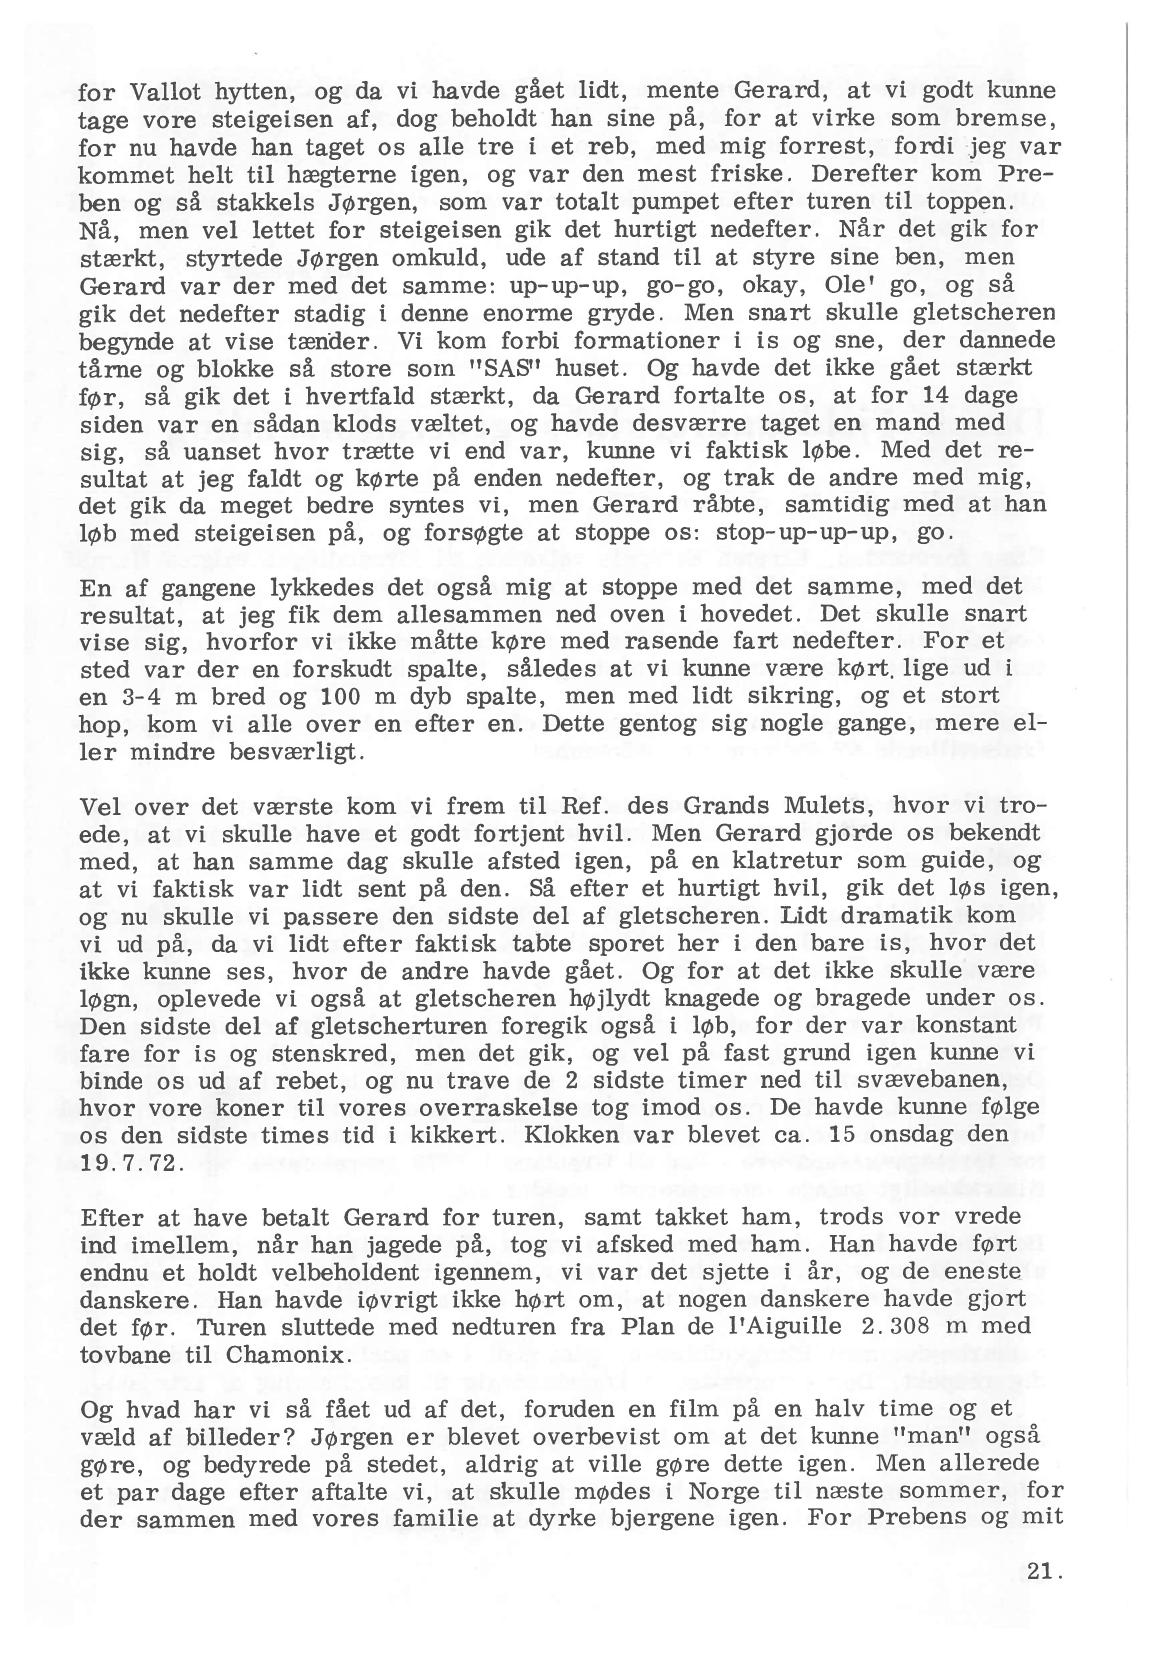 for Vallot hytten, og da vi havde gået lidt, mente Gerard, at vi godt kunne
tage vore steigeisen af, dog beholdt han sine på, for at virke som bremse,
for nu havde han taget os alle tre i et reb, med mig forrest, fordi jeg var
kommet helt til hægterne igen, og var den mest friske. Derefter kom Pre-
ben og så stakkels Jørgen, som var totalt pumpet efter turen til toppen.
Nå, men vel lettet for steigeisen gik det hurtigt nedefter. Når det gik for
stærkt, styrtede Jørgen omkuld, ude af stand til at styre sine ben, men
Gerard var der med det samme: up-up-up, go-go, okay, Ole' go, og så
gik det nedefter stadig i denne enorme gryde. Men snart skulle gletscheren
begynde at vise tænder. Vi kom forbi formationer i is og sne, der dannede
tårne og blokke så store som "SAS" huset. Og havde det ikke gået stærkt
før, så gik det i hvertfald stærkt, da Gerard fortalte os, at for 14 dage
siden var en sådan klods væltet, og havde desværre taget en mand med
sig, så uanset hvor trætte vi end var, kunne vi faktisk løbe. Med det re-
sultat at jeg faldt og kørte på enden nedefter, og trak de andre med mig,
det gik da meget bedre syntes vi, men Gerard råbte, samtidig med at han
løb med steigeisen på, og forsøgte at stoppe os: stop-up-up-up, go.
En af gangene lykkedes det også mig at stoppe med det samme, med det
resultat, at jeg fik dem allesammen ned oven i hovedet. Det skulle snart
vise sig, hvorfor vi ikke måtte køre med rasende fart nedefter. For et
sted var der en forskudt spalte, således at vi kunne være kørt. lige ud i
en 3-4 m bred og 100 m dyb spalte, men med lidt sikring, og et stort
hop, kom vi alle over en efter en. Dette gentog sig nogle gange, mere el-
ler mindre besværligt.
Vel over det værste kom vi frem til Ref. des Grands Mulets, hvor vi tro-
ede, at vi skulle have et godt fortjent hvil. Men Gerard gjorde os bekendt
med, at han samme dag skulle afsted igen, på en klatretur som guide, og
at vi faktisk var lidt sent på den. Så efter et hurtigt hvil, gik det løs igen,
og nu skulle vi passere den sidste del af gletscheren. Lidt dramatik kom
vi ud på, da vi lidt efter faktisk tabte sporet her i den bare is, hvor det
ikke kunne ses, hvor de andre havde gået. Og for at det ikke skulle være
løgn, oplevede vi også at gletscheren højlydt knagede og bragede under os.
Den sidste del af gletscherturen foregik også i løb, for der var konstant
fare for is og stenskred, men det gik, og vel på fast grund igen kunne vi
binde os ud af rebet, og nu trave de 2 sidste timer ned til svævebanen,
hvor vore koner til vores overraskelse tog imod os. De havde kunne følge
os den sidste times tid i kikkert. Klokken var blevet ca. 15 onsdag den
19.7.72.
Efter at have betalt Gerard for turen, samt takket ham, trods vor vrede
ind imellem, når han jagede på, tog vi afsked med ham. Han havde ført
endnu et holdt velbeholdent igennem, vi var det sjette i år, og de eneste
danskere. Han havde iøvrigt ikke hørt om, at nogen danskere havde gjort
det før. Turen sluttede med nedturen fra Plan de l'Aiguille 2.308 m med
tovbane til Chamonix.
Og hvad har vi så fået ud af det, foruden en film på en halv time og et
væld af billeder? Jørgen er blevet overbevist om at det kunne "man" også
gøre, og bedyrede på stedet, aldrig at ville gøre dette igen. Men allerede
et par dage efter aftalte vi, at skulle mødes i Norge til næste sommer, for
der sammen med vores familie at dyrke bjergene igen. For Prebens og mit
21.